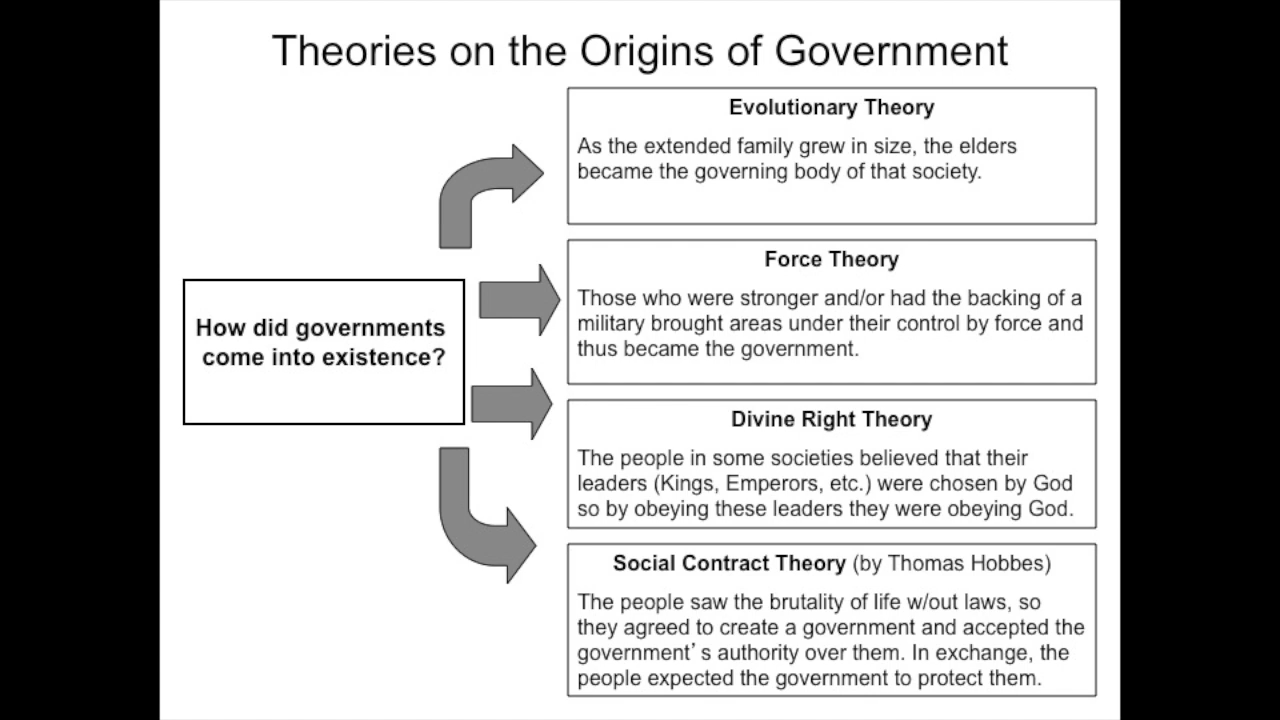 Theories on the Origins of Government
How did governments
come into existence?
Evolutionary Theory
As the extended family grew in size, the elders
became the governing body of that society.
Force Theory
Those who were stronger and/or had the backing of a
military brought areas under their control by force and
thus became the government.
Divine Right Theory
The people in some societies believed that their
leaders (Kings, Emperors, etc.) were chosen by God
so by obeying these leaders they were obeying God.
Social Contract Theory (by Thomas Hobbes)
The people saw the brutality of life w/out laws, so
they agreed to create a government and accepted the
government’s authority over them. In exchange, the
people expected the government to protect them.